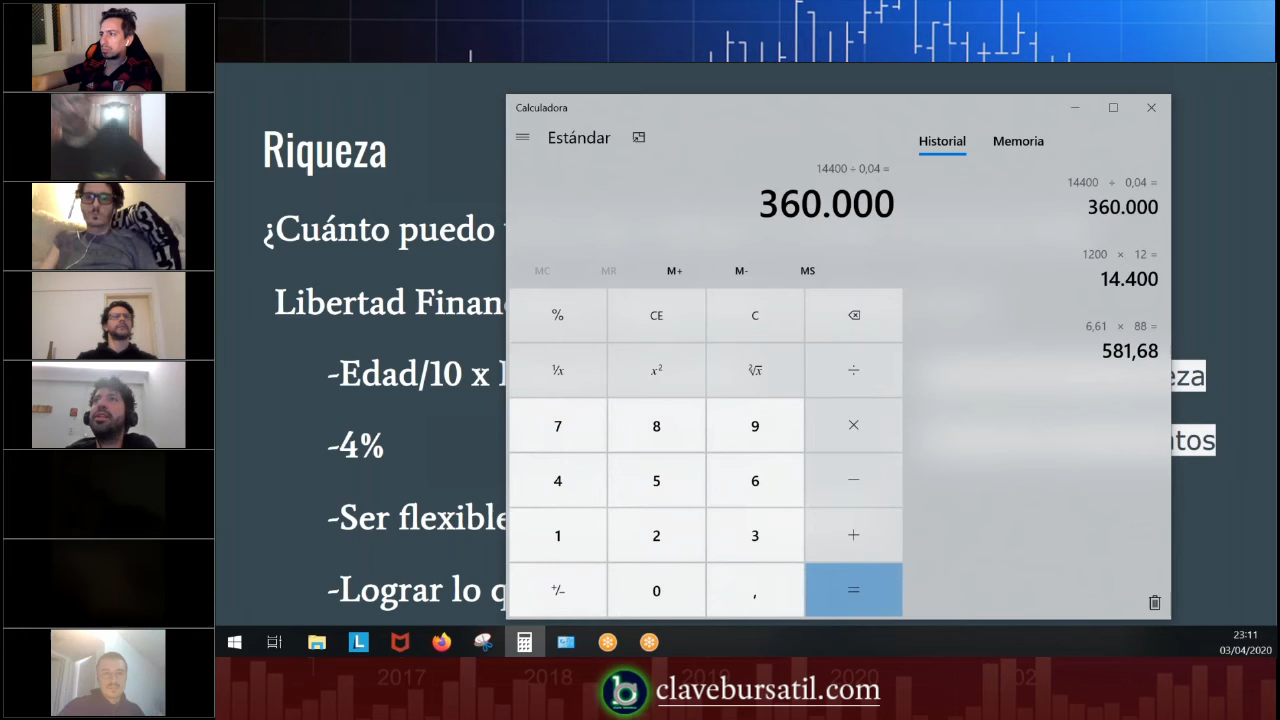 Riqueza
¿Cuánto puedo
Libertad Finan
-Edad/10 x
-4%
-Ser flexible
-Lograr lo q
eza
tos
Calculadora
Estándar
14400 ÷ 0,04 =
360.000
MC MR M+ M- MS
% CE C
¹/x x² ²√x ÷
7 8 9 ×
4 5 6 −
1 2 3 +
+/− 0 , =
Historial Memoria
14400 ÷ 0,04 =
360.000
1200 × 12 =
14.400
6,61 × 88 =
581,68
L
23:11
03/04/2020
2017 2018 2019 2020
clavebursatil.com